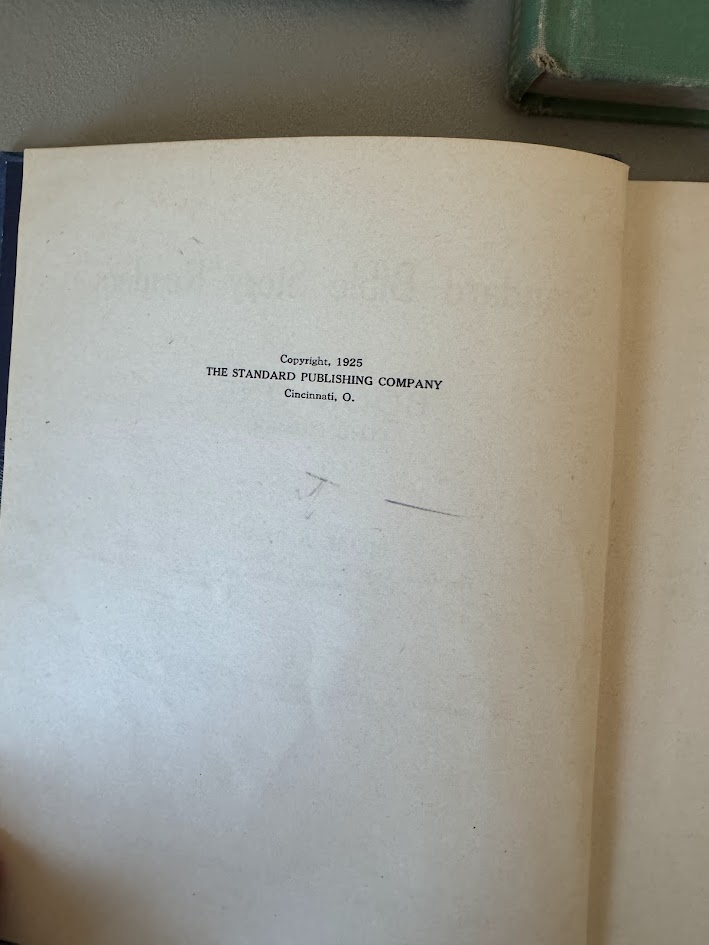 Copyright, 1925
THE STANDARD PUBLISHING COMPANY
Cincinnati, O.